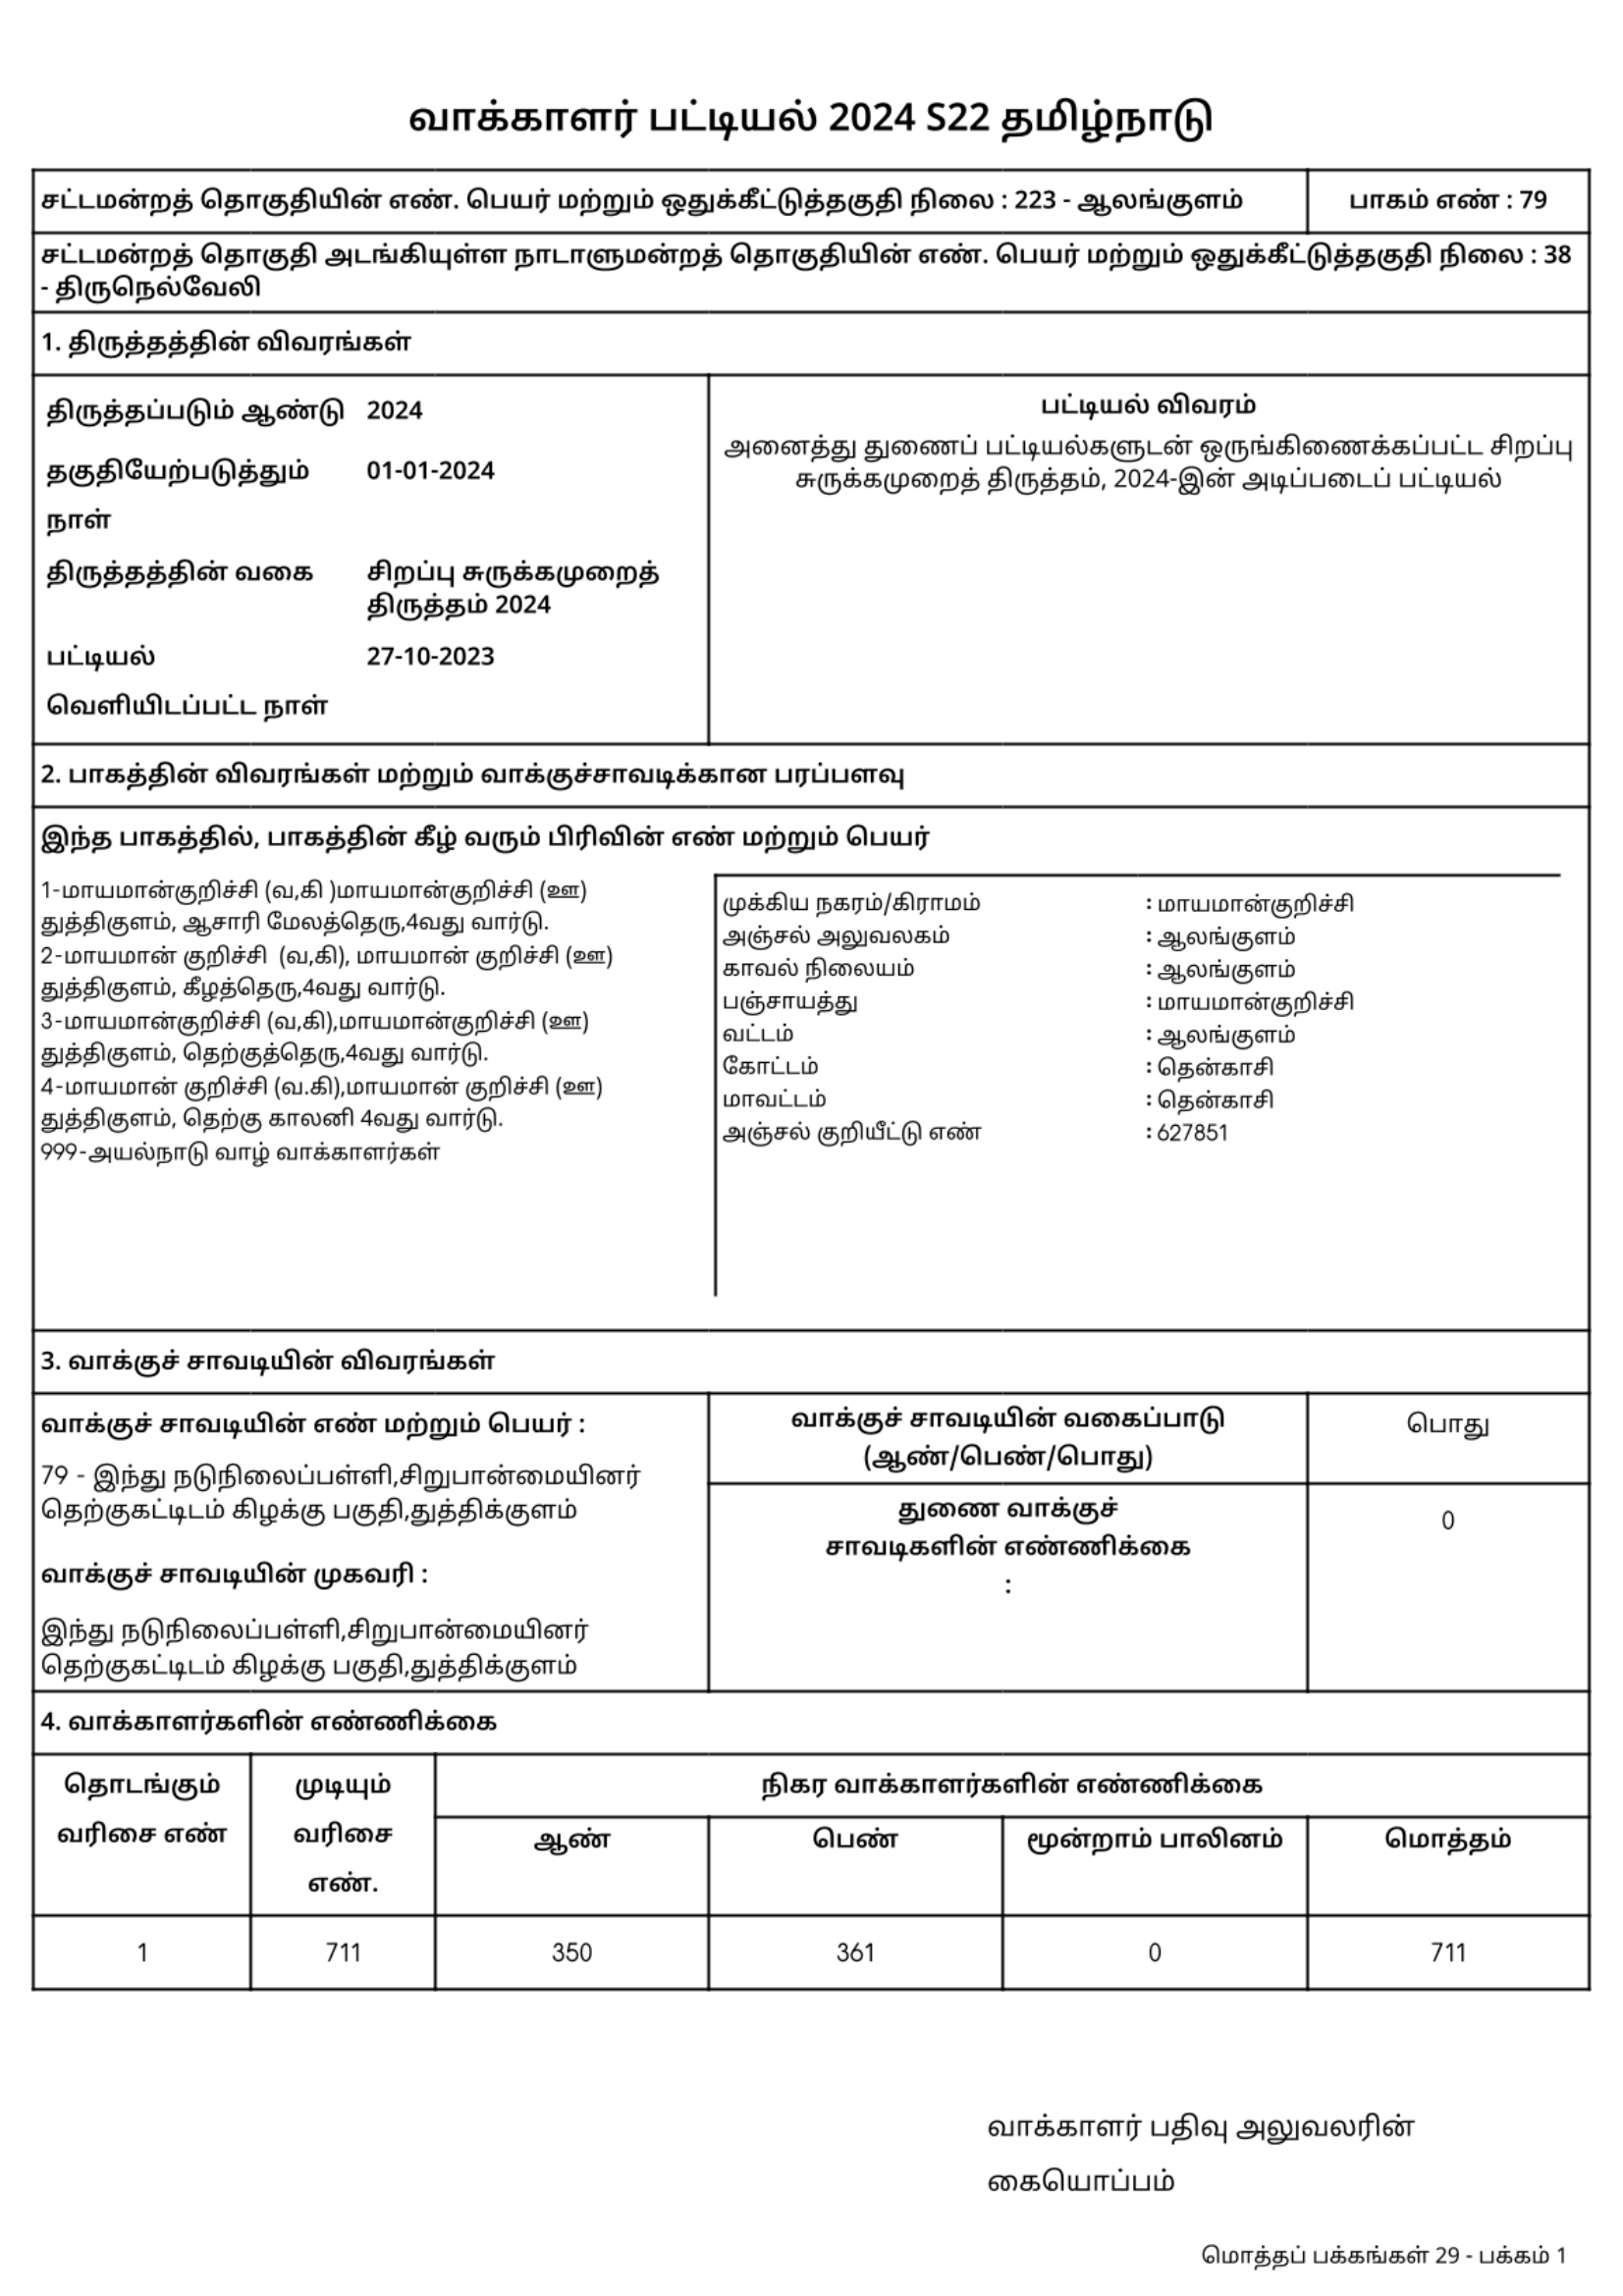 வாக்காளர் பட்டியல் 2024 S22 தமிழ்நாடு
சட்டமன்றத் தொகுதியின் எண். பெயர் மற்றும் ஒதுக்கீட்டுத்தகுதி நிலை : 223 - ஆலங்குளம்
பாகம் எண் : 79
சட்டமன்றத் தொகுதி அடங்கியுள்ள நாடாளுமன்றத் தொகுதியின் எண். பெயர் மற்றும் ஒதுக்கீட்டுத்தகுதி நிலை : 38
- திருநெல்வேலி
1. திருத்தத்தின் விவரங்கள்
திருத்தப்படும் ஆண்டு 2024
தகுதியேற்படுத்தும் 01-01-2024
நாள்
திருத்தத்தின் வகை சிறப்பு சுருக்கமுறைத்
திருத்தம் 2024
பட்டியல் 27-10-2023
வெளியிடப்பட்ட நாள்
பட்டியல் விவரம்
அனைத்து துணைப் பட்டியல்களுடன் ஒருங்கிணைக்கப்பட்ட சிறப்பு
சுருக்கமுறைத் திருத்தம், 2024-இன் அடிப்படைப் பட்டியல்
2. பாகத்தின் விவரங்கள் மற்றும் வாக்குச்சாவடிக்கான பரப்பளவு
இந்த பாகத்தில், பாகத்தின் கீழ் வரும் பிரிவின் எண் மற்றும் பெயர்
1-மாயமான்குறிச்சி (வ,கி )மாயமான்குறிச்சி (ஊ)
துத்திகுளம், ஆசாரி மேலத்தெரு,4வது வார்டு.
2-மாயமான் குறிச்சி  (வ,கி), மாயமான் குறிச்சி (ஊ)
துத்திகுளம், கீழத்தெரு,4வது வார்டு.
3-மாயமான்குறிச்சி (வ,கி),மாயமான்குறிச்சி (ஊ)
துத்திகுளம், தெற்குத்தெரு,4வது வார்டு.
4-மாயமான் குறிச்சி (வ.கி),மாயமான் குறிச்சி (ஊ)
துத்திகுளம், தெற்கு காலனி 4வது வார்டு.
999-அயல்நாடு வாழ் வாக்காளர்கள்
முக்கிய நகரம்/கிராமம் : மாயமான்குறிச்சி
அஞ்சல் அலுவலகம் : ஆலங்குளம்
காவல் நிலையம் : ஆலங்குளம்
பஞ்சாயத்து : மாயமான்குறிச்சி
வட்டம் : ஆலங்குளம்
கோட்டம் : தென்காசி
மாவட்டம் : தென்காசி
அஞ்சல் குறியீட்டு எண் : 627851
3. வாக்குச் சாவடியின் விவரங்கள்
வாக்குச் சாவடியின் எண் மற்றும் பெயர் :
79 - இந்து நடுநிலைப்பள்ளி,சிறுபான்மையினர்
தெற்குகட்டிடம் கிழக்கு பகுதி,துத்திக்குளம்
வாக்குச் சாவடியின் முகவரி :
இந்து நடுநிலைப்பள்ளி,சிறுபான்மையினர்
தெற்குகட்டிடம் கிழக்கு பகுதி,துத்திக்குளம்
வாக்குச் சாவடியின் வகைப்பாடு
(ஆண்/பெண்/பொது)
பொது
துணை வாக்குச்
சாவடிகளின் எண்ணிக்கை
:
0
4. வாக்காளர்களின் எண்ணிக்கை
தொடங்கும்
வரிசை எண்
முடியும்
வரிசை
எண்.
நிகர வாக்காளர்களின் எண்ணிக்கை
ஆண் பெண் மூன்றாம் பாலினம் மொத்தம்
1 711 350 361 0 711
வாக்காளர் பதிவு அலுவலரின்
கையொப்பம்
மொத்தப் பக்கங்கள் 29 - பக்கம் 1